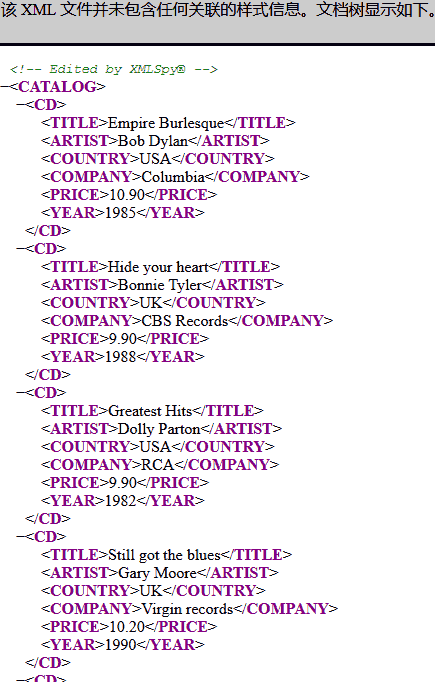 该 XML 文件并未包含任何关联的样式信息。文档树显示如下。
<!-- Edited by XMLSpy® -->
−<CATALOG>
−<CD>
<TITLE>Empire Burlesque</TITLE>
<ARTIST>Bob Dylan</ARTIST>
<COUNTRY>USA</COUNTRY>
<COMPANY>Columbia</COMPANY>
<PRICE>10.90</PRICE>
<YEAR>1985</YEAR>
</CD>
−<CD>
<TITLE>Hide your heart</TITLE>
<ARTIST>Bonnie Tyler</ARTIST>
<COUNTRY>UK</COUNTRY>
<COMPANY>CBS Records</COMPANY>
<PRICE>9.90</PRICE>
<YEAR>1988</YEAR>
</CD>
−<CD>
<TITLE>Greatest Hits</TITLE>
<ARTIST>Dolly Parton</ARTIST>
<COUNTRY>USA</COUNTRY>
<COMPANY>RCA</COMPANY>
<PRICE>9.90</PRICE>
<YEAR>1982</YEAR>
</CD>
−<CD>
<TITLE>Still got the blues</TITLE>
<ARTIST>Gary Moore</ARTIST>
<COUNTRY>UK</COUNTRY>
<COMPANY>Virgin records</COMPANY>
<PRICE>10.20</PRICE>
<YEAR>1990</YEAR>
</CD>
−<CD>